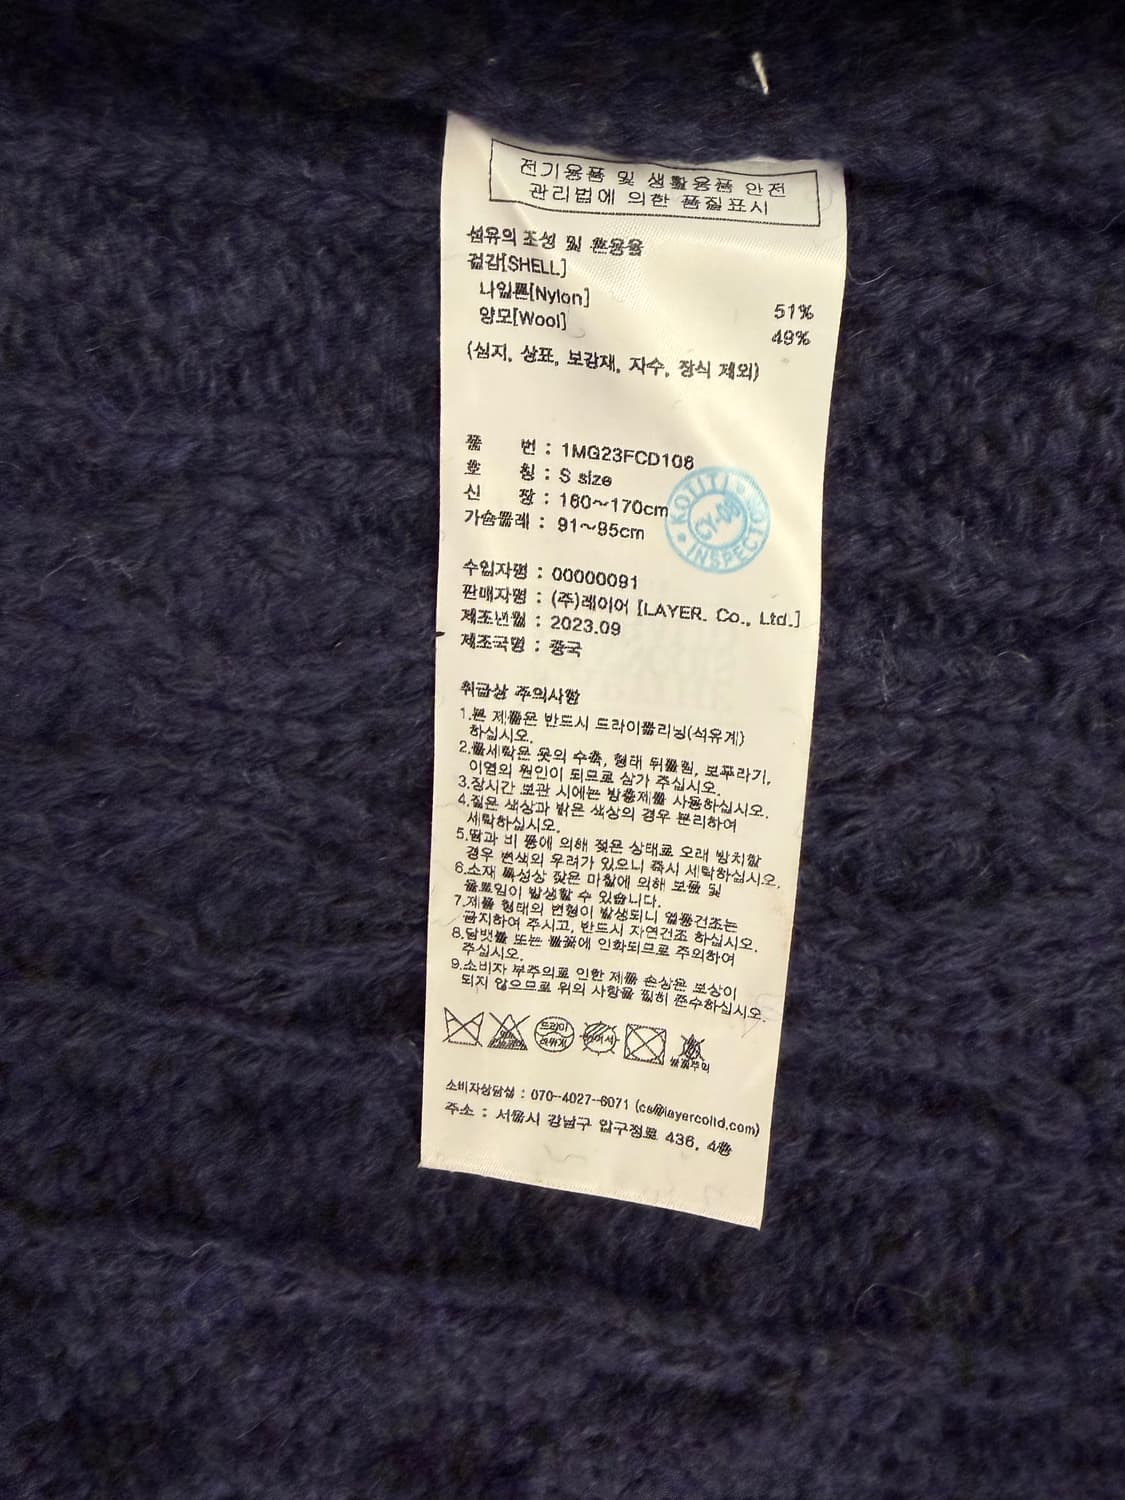 전기용품 및 생활용품 안전
관리법에 의한 품질표시
섬유의 조성 및 혼용율
겉감[SHELL]
나일론[Nylon] 51%
양모[Wool] 49%
(심지, 상표, 보강재, 자수, 장식 제외)
품 번 : 1MG23FCD108
호 칭 : S size
신 장 : 160~170cm
가슴둘레 : 91~95cm
KOTITI
CY-08
INSPECT
수입자명 : 00000091
판매자명 : (주)레이어 [LAYER. Co., Ltd.]
제조년월 : 2023.09
제조국명 : 중국
취급상 주의사항
1.본 제품은 반드시 드라이클리닝(석유계)
하십시오.
2.물세탁은 옷의 수축, 형태 뒤틀림, 보푸라기,
이염의 원인이 되므로 삼가 주십시오.
3.장시간 보관 시에는 방충제를 사용하십시오.
4.짙은 색상과 밝은 색상의 경우 분리하여
세탁하십시오.
5.땀과 비 등에 의해 젖은 상태로 오래 방치할
경우 변색의 우려가 있으니 즉시 세탁하십시오.
6.소재 특성상 잦은 마찰에 의해 보풀 및
올트임이 발생할 수 있습니다.
7.제품 형태의 변형이 발생되니 열풍건조는
금지하여 주시고, 반드시 자연건조 하십시오.
8.담뱃불 또는 불꽃에 인화되므로 주의하여
주십시오.
9.소비자 부주의로 인한 제품 손상은 보상이
되지 않으므로 위의 사항을 필히 준수하십시오.
드라이
석유계
소비자상담실 : 070-4027-6071 (cs@layercoltd.com)
주소 : 서울시 강남구 압구정로 436, 4층